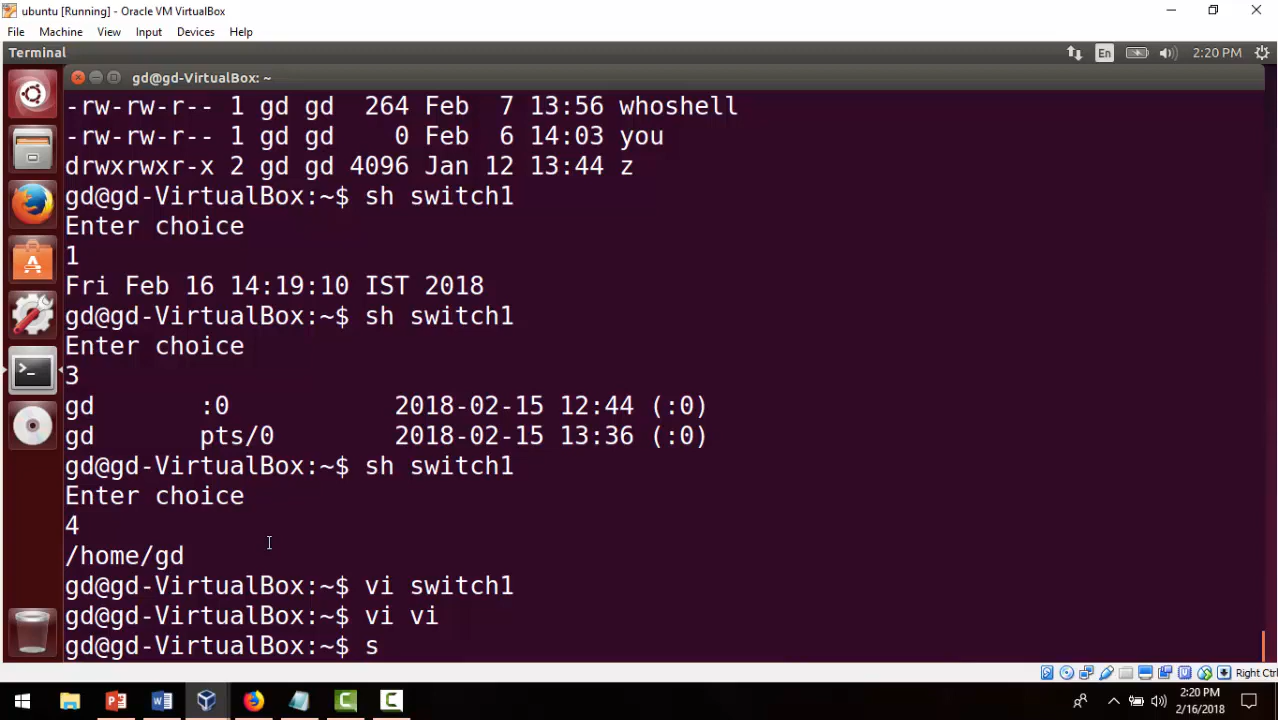 ubuntu [Running] - Oracle VM VirtualBox
File Machine View Input Devices Help
Terminal En 2:20 PM
gd@gd-VirtualBox: ~
-rw-rw-r-- 1 gd gd  264 Feb  7 13:56 whoshell
-rw-rw-r-- 1 gd gd    0 Feb  6 14:03 you
drwxrwxr-x 2 gd gd 4096 Jan 12 13:44 z
gd@gd-VirtualBox:~$ sh switch1
Enter choice
1
Fri Feb 16 14:19:10 IST 2018
gd@gd-VirtualBox:~$ sh switch1
Enter choice
3
gd       :0           2018-02-15 12:44 (:0)
gd       pts/0        2018-02-15 13:36 (:0)
gd@gd-VirtualBox:~$ sh switch1
Enter choice
4
/home/gd
gd@gd-VirtualBox:~$ vi switch1
gd@gd-VirtualBox:~$ vi vi
gd@gd-VirtualBox:~$ s
Right Ctrl
2:20 PM
2/16/2018